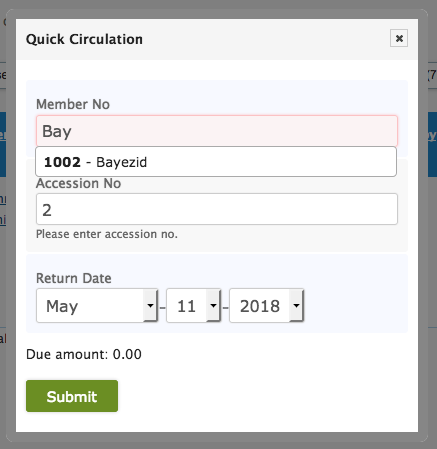 Quick Circulation
Member No
Bay
1002 - Bayezid
Accession No
2
Please enter accession no.
Return Date
May - 11 - 2018
Due amount: 0.00
Submit